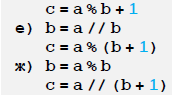 c = a % b + 1
е) b = a // b
c = a % (b + 1)
ж) b = a % b
c = a // (b + 1)